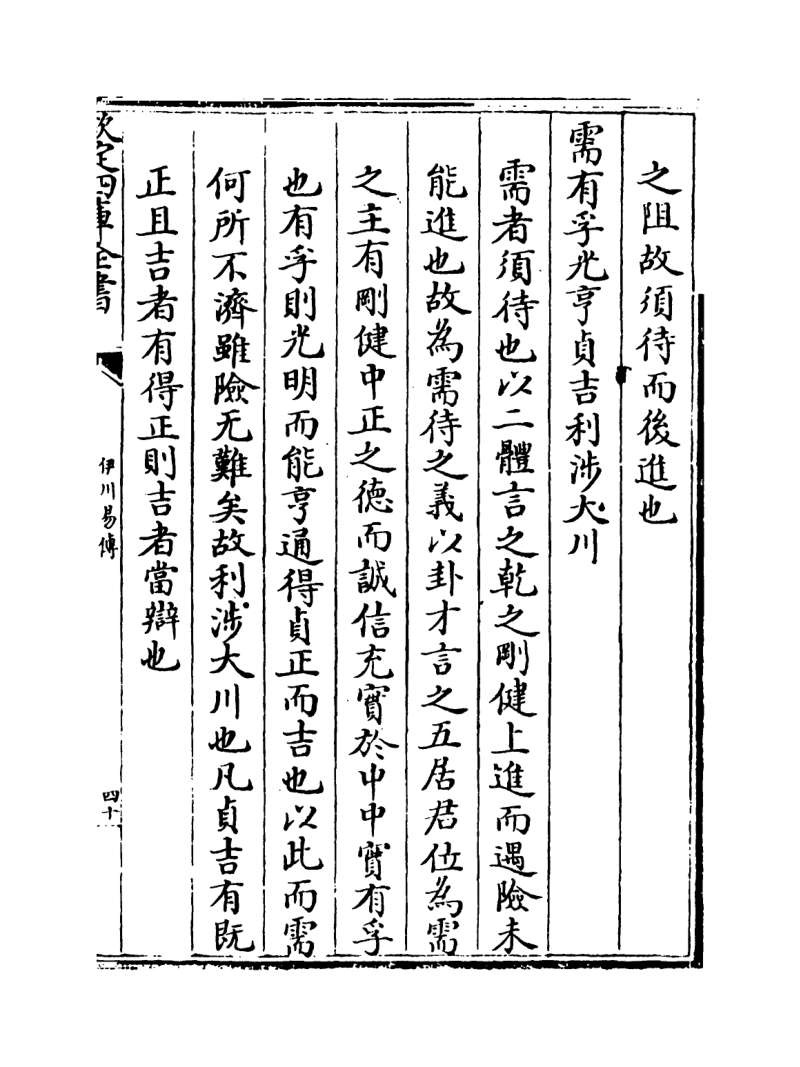 之阻故須待而後進也
需有孚光亨貞吉利涉大川
需者須待也以二體言之乾之剛健上進而遇險未
能進也故為需待之義以卦才言之五居君位為需
之主有剛健中正之德而誠信充實於中中實有孚
也有孚則光明而能亨通得貞正而吉也以此而需
何所不濟雖險无難矣故利涉大川也凡貞吉有既
正且吉者有得正則吉者當辯也
欽定四庫全書
伊川易傳
四十